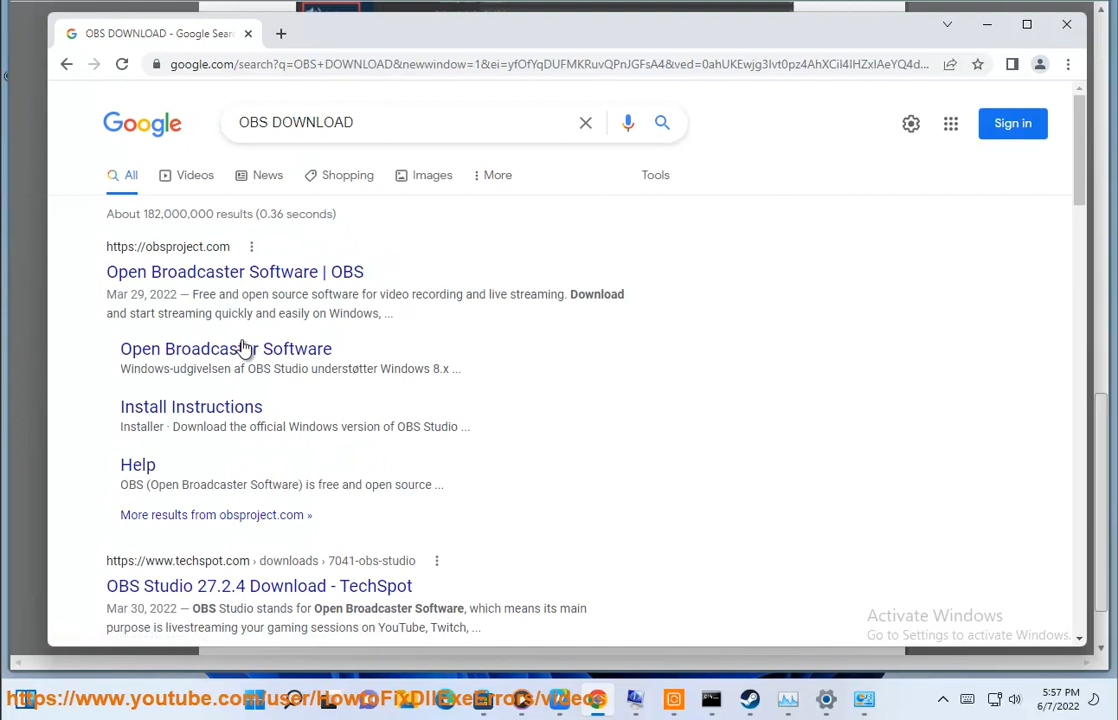 OBS DOWNLOAD - Google Searc
google.com/search?q=OBS+DOWNLOAD&newwindow=1&ei=yfOfYqDUFMKRuvQPnJGFsA4&ved=0ahUKEwjg3Ivt0pz4AhXCiI4IHZxIAeYQ4d...
Google
OBS DOWNLOAD
Sign in
All
Videos
News
Shopping
Images
More
Tools
About 182,000,000 results (0.36 seconds)
https://obsproject.com
Open Broadcaster Software | OBS
Mar 29, 2022 — Free and open source software for video recording and live streaming. Download
and start streaming quickly and easily on Windows, ...
Open Broadcaster Software
Windows-udgivelsen af OBS Studio understøtter Windows 8.x ...
Install Instructions
Installer · Download the official Windows version of OBS Studio ...
Help
OBS (Open Broadcaster Software) is free and open source ...
More results from obsproject.com »
https://www.techspot.com › downloads › 7041-obs-studio
OBS Studio 27.2.4 Download - TechSpot
Mar 30, 2022 — OBS Studio stands for Open Broadcaster Software, which means its main
purpose is livestreaming your gaming sessions on YouTube, Twitch, ...
Activate Windows
Go to Settings to activate Windows.
https://www.youtube.com/user/HowtoFixDllExeErrors/videos
5:57 PM
6/7/2022